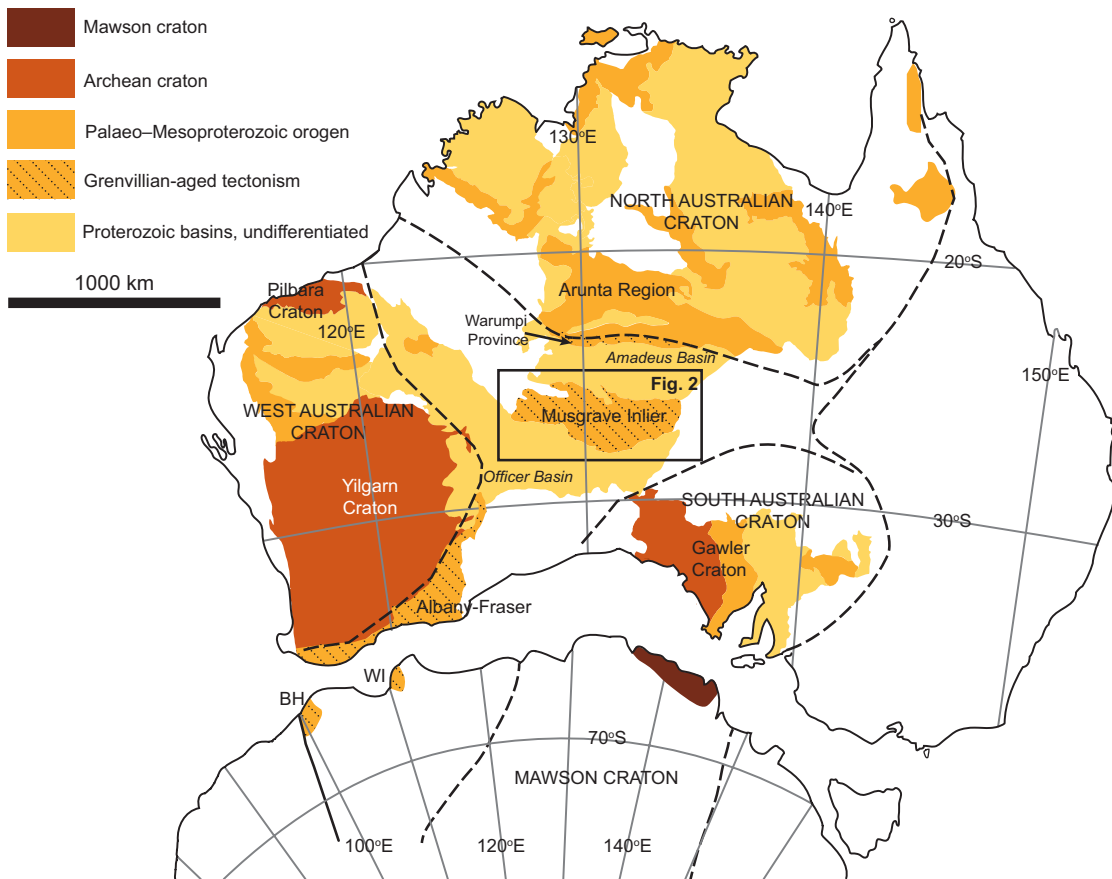 Mawson craton
Archean craton
Palaeo–Mesoproterozoic orogen
Grenvillian-aged tectonism
Proterozoic basins, undifferentiated
1000 km
130°E
NORTH AUSTRALIAN
CRATON
140°E
20°S
Pilbara
Craton
120°E
Arunta Region
Warumpi
Province
Amadeus Basin
150°E
Fig. 2
Musgrave Inlier
WEST AUSTRALIAN
CRATON
Officer Basin
Yilgarn
Craton
SOUTH AUSTRALIAN
CRATON
30°S
Gawler
Craton
Albany-Fraser
WI
BH
70°S
MAWSON CRATON
100°E
120°E
140°E